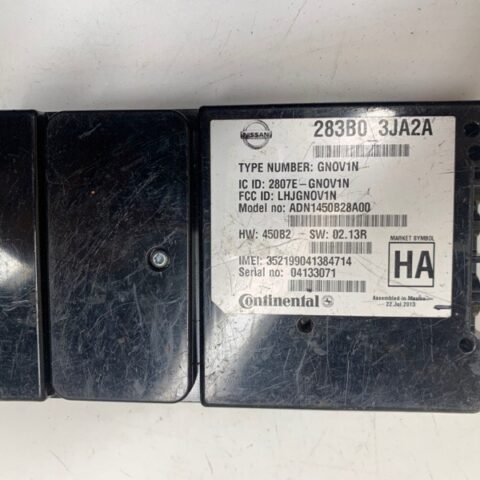 NISSAN
283B0 3JA2A
TYPE NUMBER: GNOV1N
IC ID: 2807E-GNOV1N
FCC ID: LHJGNOV1N
Model no: ADN1450B28A00
HW: 450B2 - SW: 02.13R
MARKET SYMBOL
HA
IMEI: 352199041384714
Serial no: 04133071
Continental
Assembled in Mexico
22.Jul.2013